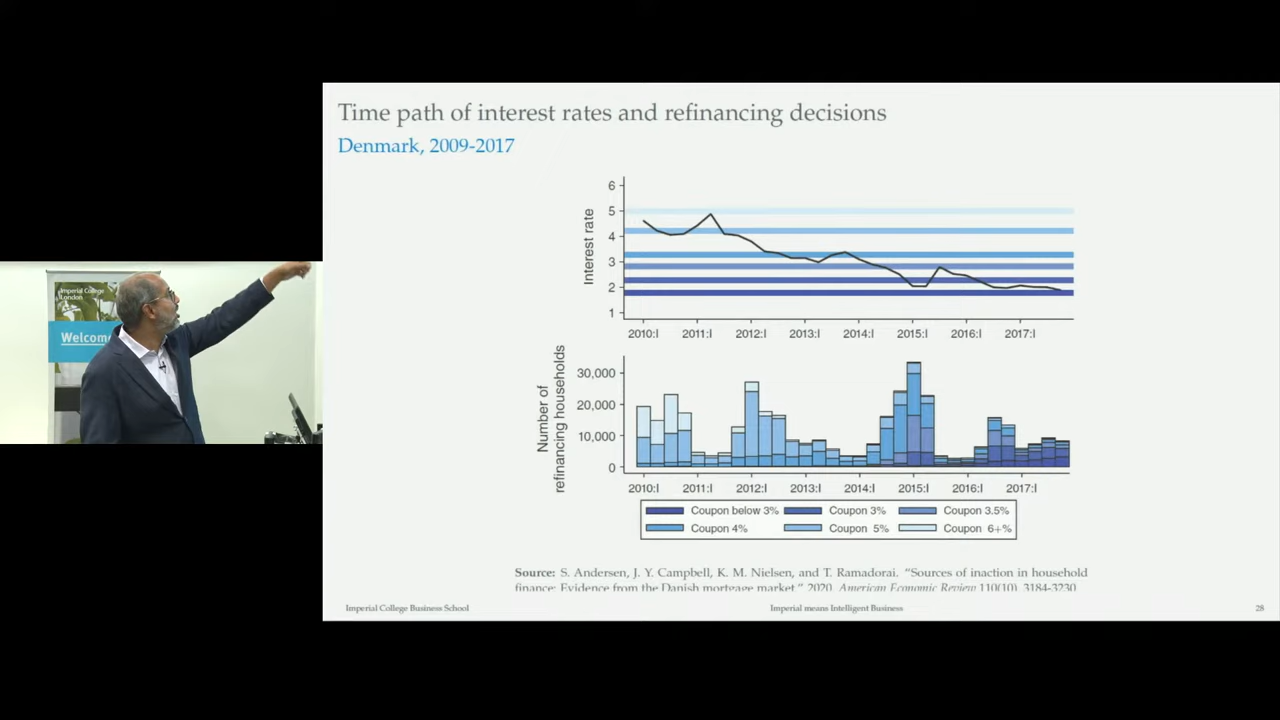 Time path of interest rates and refinancing decisions
Denmark, 2009-2017
Interest rate
6
5
4
3
2
1
2010:I 2011:I 2012:I 2013:I 2014:I 2015:I 2016:I 2017:I
Number of
refinancing households
30,000
20,000
10,000
0
2010:I 2011:I 2012:I 2013:I 2014:I 2015:I 2016:I 2017:I
Coupon below 3% Coupon 3% Coupon 3.5%
Coupon 4% Coupon 5% Coupon 6+%
Source: S. Andersen, J. Y. Campbell, K. M. Nielsen, and T. Ramadorai. “Sources of inaction in household
finance: Evidence from the Danish mortgage market.” 2020. American Economic Review 110(10), 3184-3230
Imperial College Business School
Imperial means Intelligent Business
28
Imperial College
London
Welcome